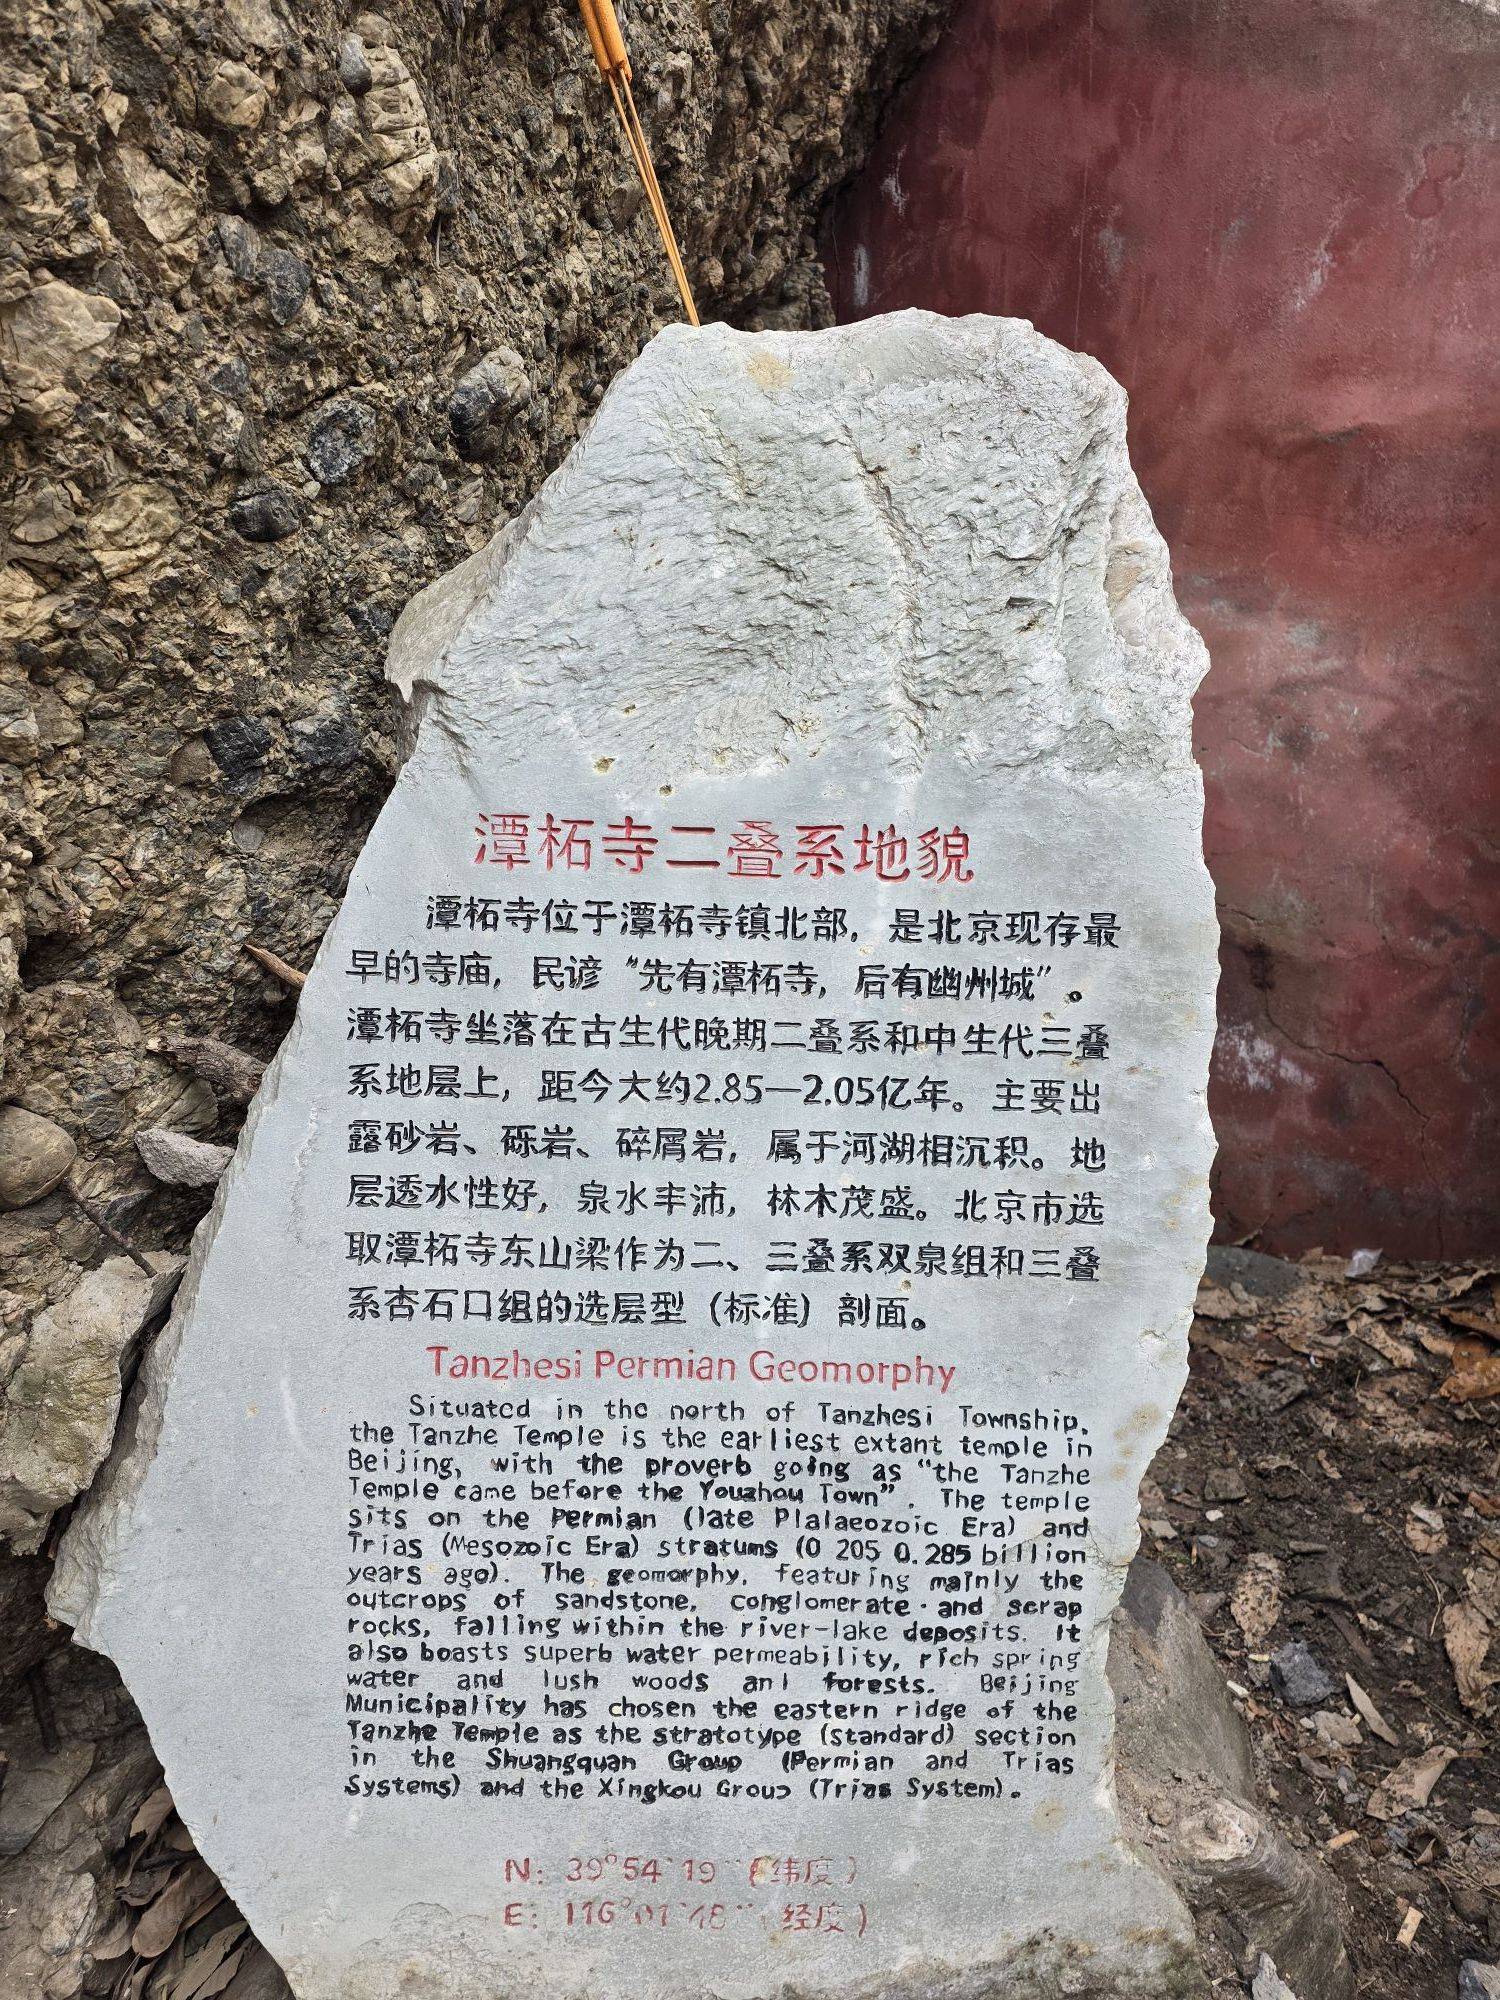 潭柘寺二叠系地貌
潭柘寺位于潭柘寺镇北部，是北京现存最
早的寺庙，民谚“先有潭柘寺，后有幽州城”。
潭柘寺坐落在古生代晚期二叠系和中生代三叠
系地层上，距今大约2.85—2.05亿年。主要出
露砂岩、砾岩、碎屑岩，属于河湖相沉积。地
层透水性好，泉水丰沛，林木茂盛。北京市选
取潭柘寺东山梁作为二、三叠系双泉组和三叠
系杏石口组的选层型（标准）剖面。
Tanzhesi Permian Geomorphy
Situated in the north of Tanzhesi Township,
the Tanzhe Temple is the earliest extant temple in
Beijing, with the proverb going as “the Tanzhe
Temple came before the Youzhou Town”. The temple
sits on the Permian (late Plalaeozoic Era) and
Trias (Mesozoic Era) stratums (0 205 0.285 billion
years ago). The geomorphy, featuring mainly the
outcrops of sandstone, conglomerate and scrap
rocks, falling within the river-lake deposits. It
also boasts superb water permeability, rich spring
water and lush woods and forests. Beijing
Municipality has chosen the eastern ridge of the
Tanzhe Temple as the stratotype (standard) section
in the Shuangquan Group (Permian and Trias
Systems) and the Xingkou Group (Trias System).
N: 39°54′19″（纬度）
E: 116°01′48″（经度）